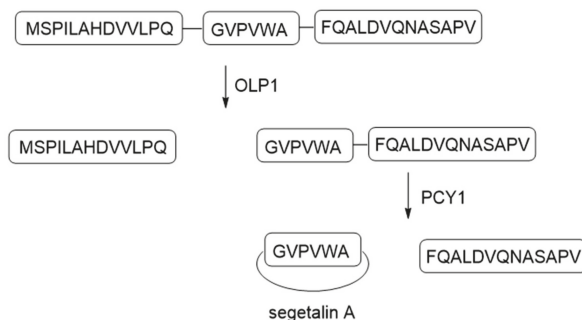 MSPILAHDVVLPQ GVPVWA FQALDVQNASAPV
OLP1
MSPILAHDVVLPQ GVPVWA FQALDVQNASAPV
PCY1
GVPVWA FQALDVQNASAPV
segetalin A